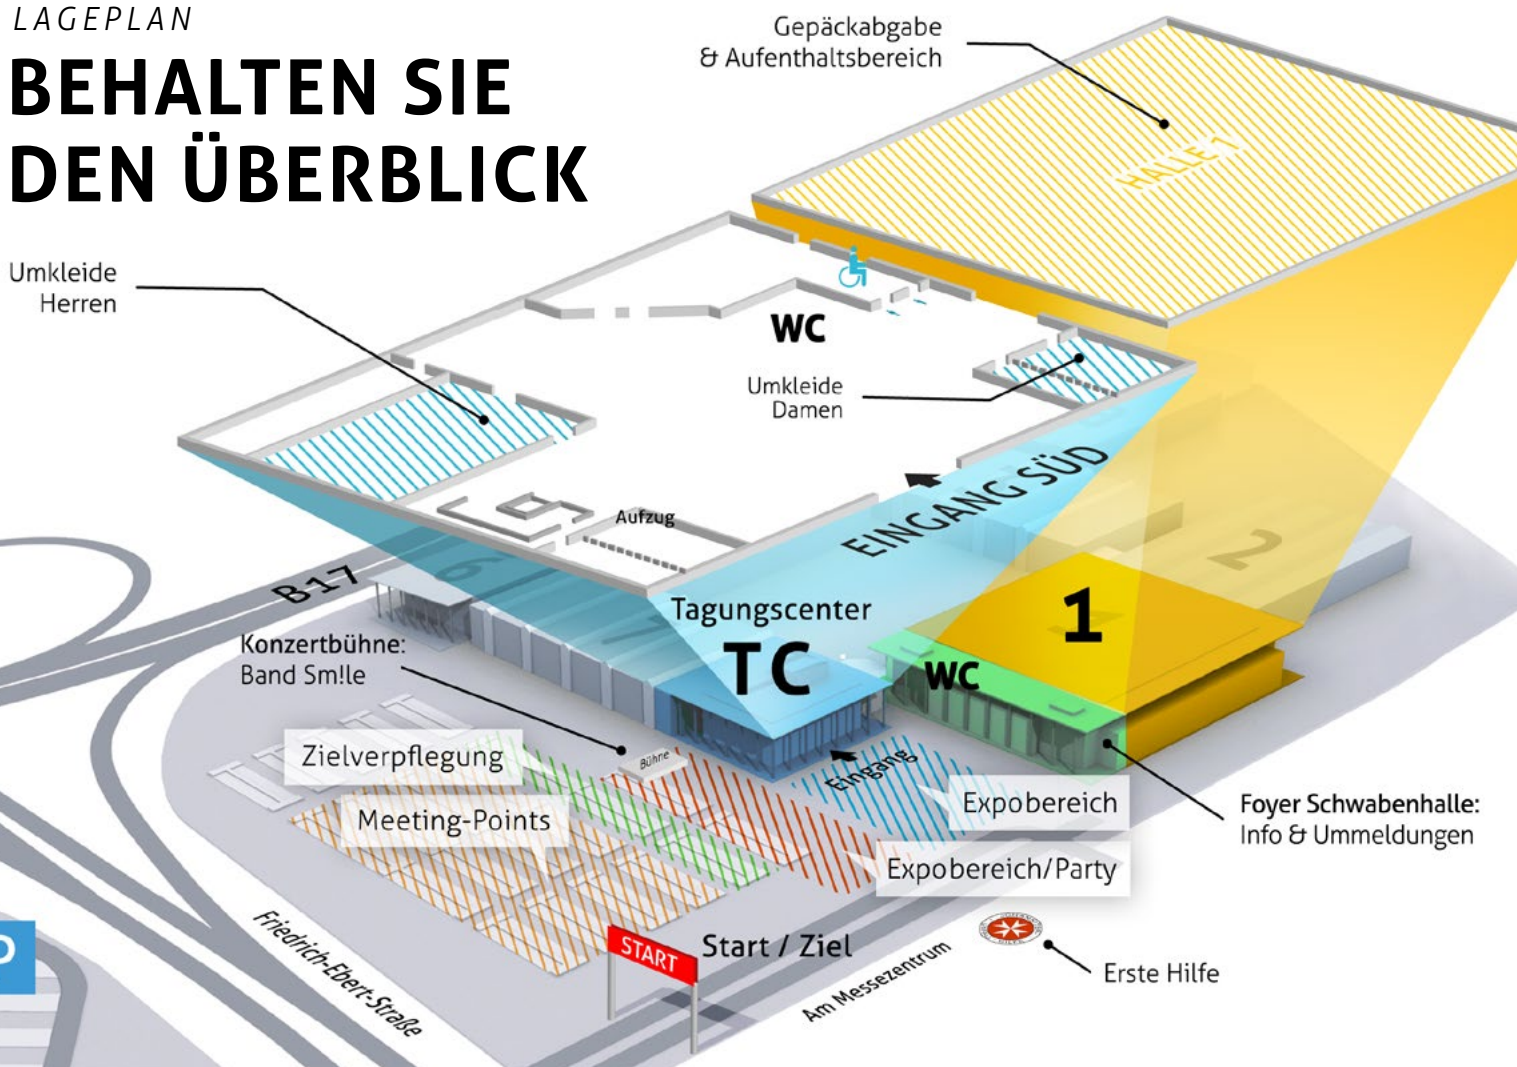 LAGEPLAN
BEHALTEN SIE
DEN ÜBERBLICK
Gepäckabgabe
& Aufenthaltsbereich
HALLE 1
Umkleide
Herren
WC
Umkleide
Damen
EINGANG SÜD
Aufzug
B17
6
2
Tagungscenter
TC
1
WC
Konzertbühne:
Band Sm!le
Bühne
Zielverpflegung
Meeting-Points
Eingang
Expobereich
Expobereich/Party
Foyer Schwabenhalle:
Info & Ummeldungen
START
Start / Ziel
Friedrich-Ebert-Straße
Am Messezentrum
Erste Hilfe